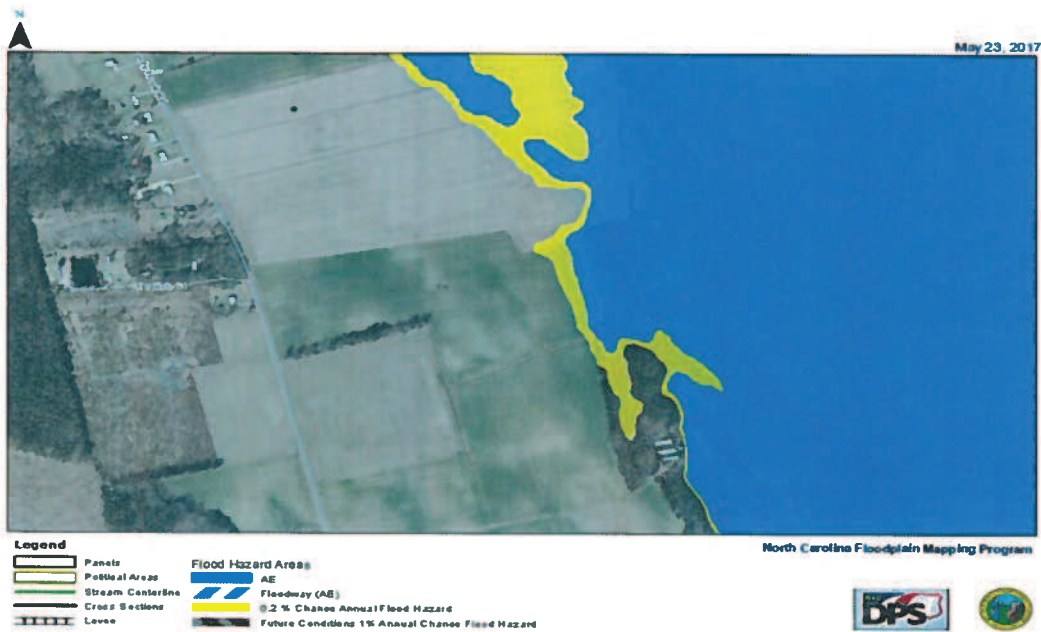 N
May 23, 2017
North Carolina Floodplain Mapping Program
Legend
Panels
Political Areas
Stream Centerline
Cross Sections
Levee
Flood Hazard Areas
AE
Floodway (AE)
0.2 % Chance Annual Flood Hazard
Future Conditions 1% Annual Chance Flood Hazard
DPS